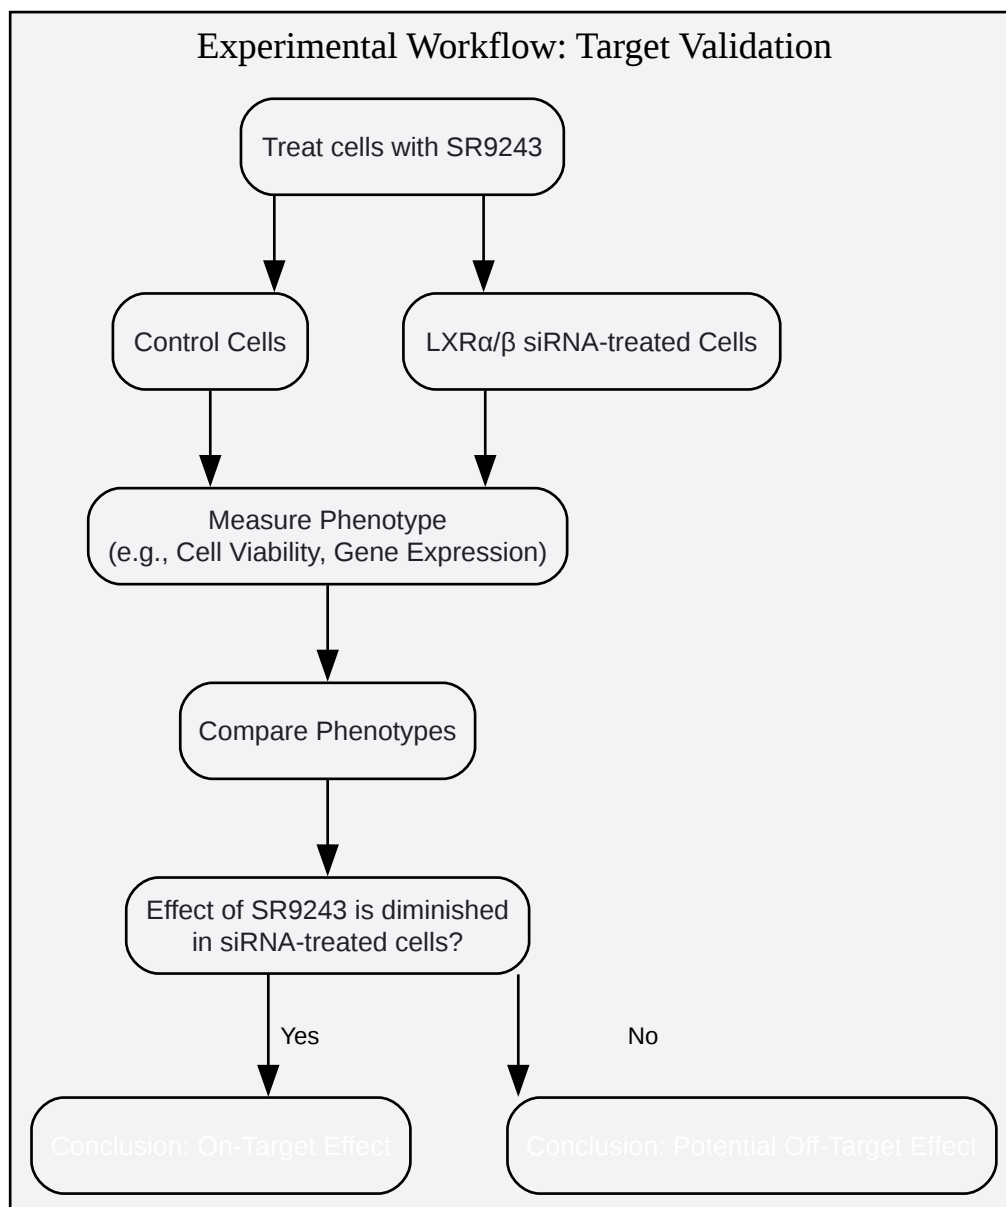 Experimental Workflow: Target Validation
Treat cells with SR9243
Control Cells
LXRα/β siRNA-treated Cells
Measure Phenotype
(e.g., Cell Viability, Gene Expression)
Compare Phenotypes
Effect of SR9243 is diminished
in siRNA-treated cells?
Yes
No
Conclusion: On-Target Effect
Conclusion: Potential Off-Target Effect